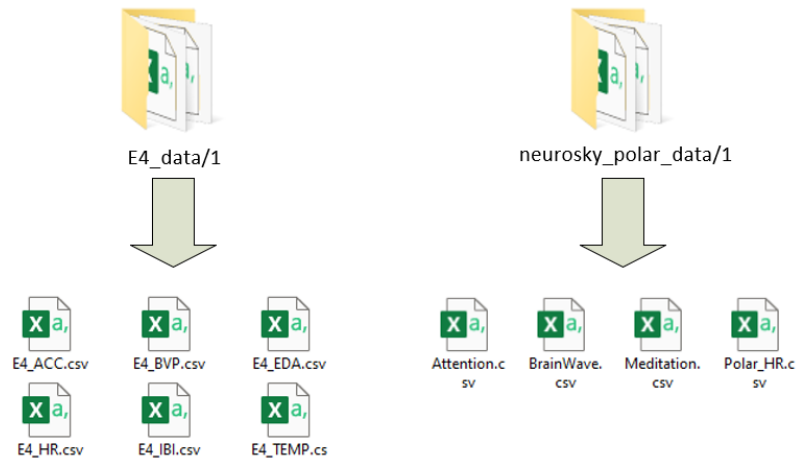 E4_data/1
neurosky_polar_data/1
E4_ACC.csv
E4_BVP.csv
E4_EDA.csv
Attention.c
sv
BrainWave.
csv
Meditation.
csv
Polar_HR.c
sv
E4_HR.csv
E4_IBI.csv
E4_TEMP.cs